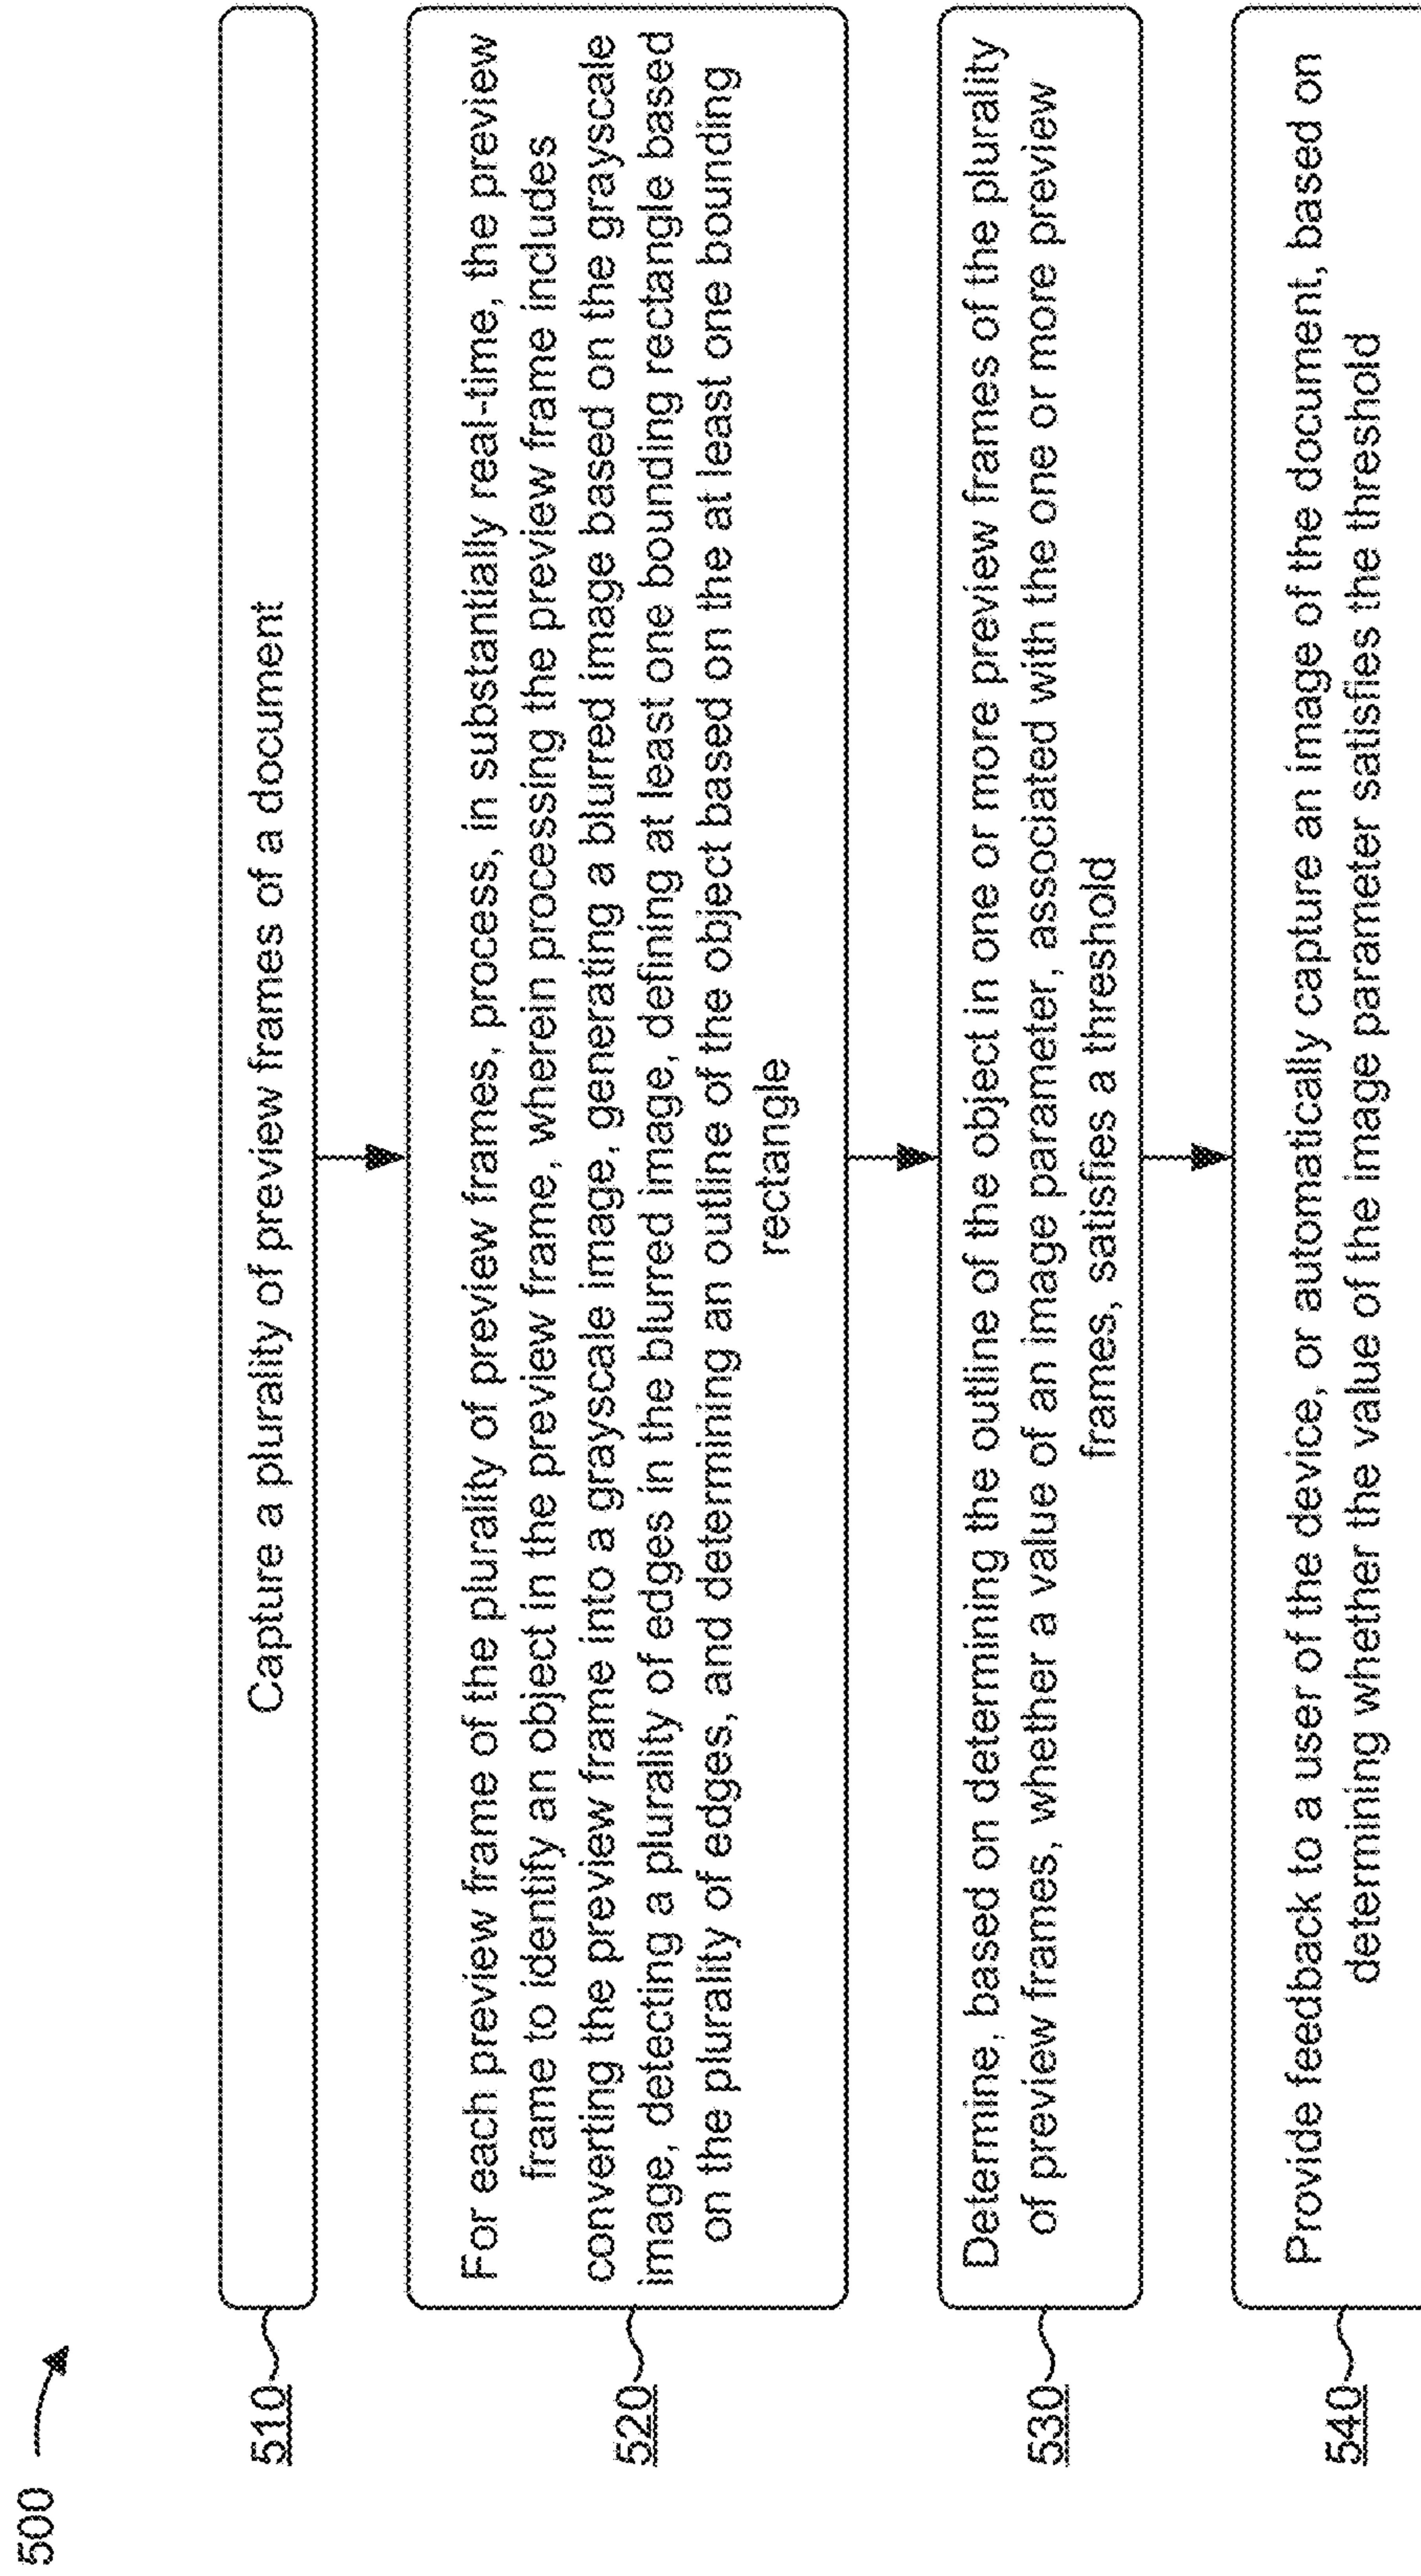 500
510
Capture a plurality of preview frames of a document
520
For each preview frame of the plurality of preview frames, process, in substantially real-time, the preview
frame to identify an object in the preview frame, wherein processing the preview frame includes
converting the preview frame into a grayscale image, generating a blurred image based on the grayscale
image, detecting a plurality of edges in the blurred image, defining at least one bounding rectangle based
on the plurality of edges, and determining an outline of the object based on the at least one bounding
rectangle
530
Determine, based on determining the outline of the object in one or more preview frames of the plurality
of preview frames, whether a value of an image parameter, associated with the one or more preview
frames, satisfies a threshold
540
Provide feedback to a user of the device, or automatically capture an image of the document, based on
determining whether the value of the image parameter satisfies the threshold